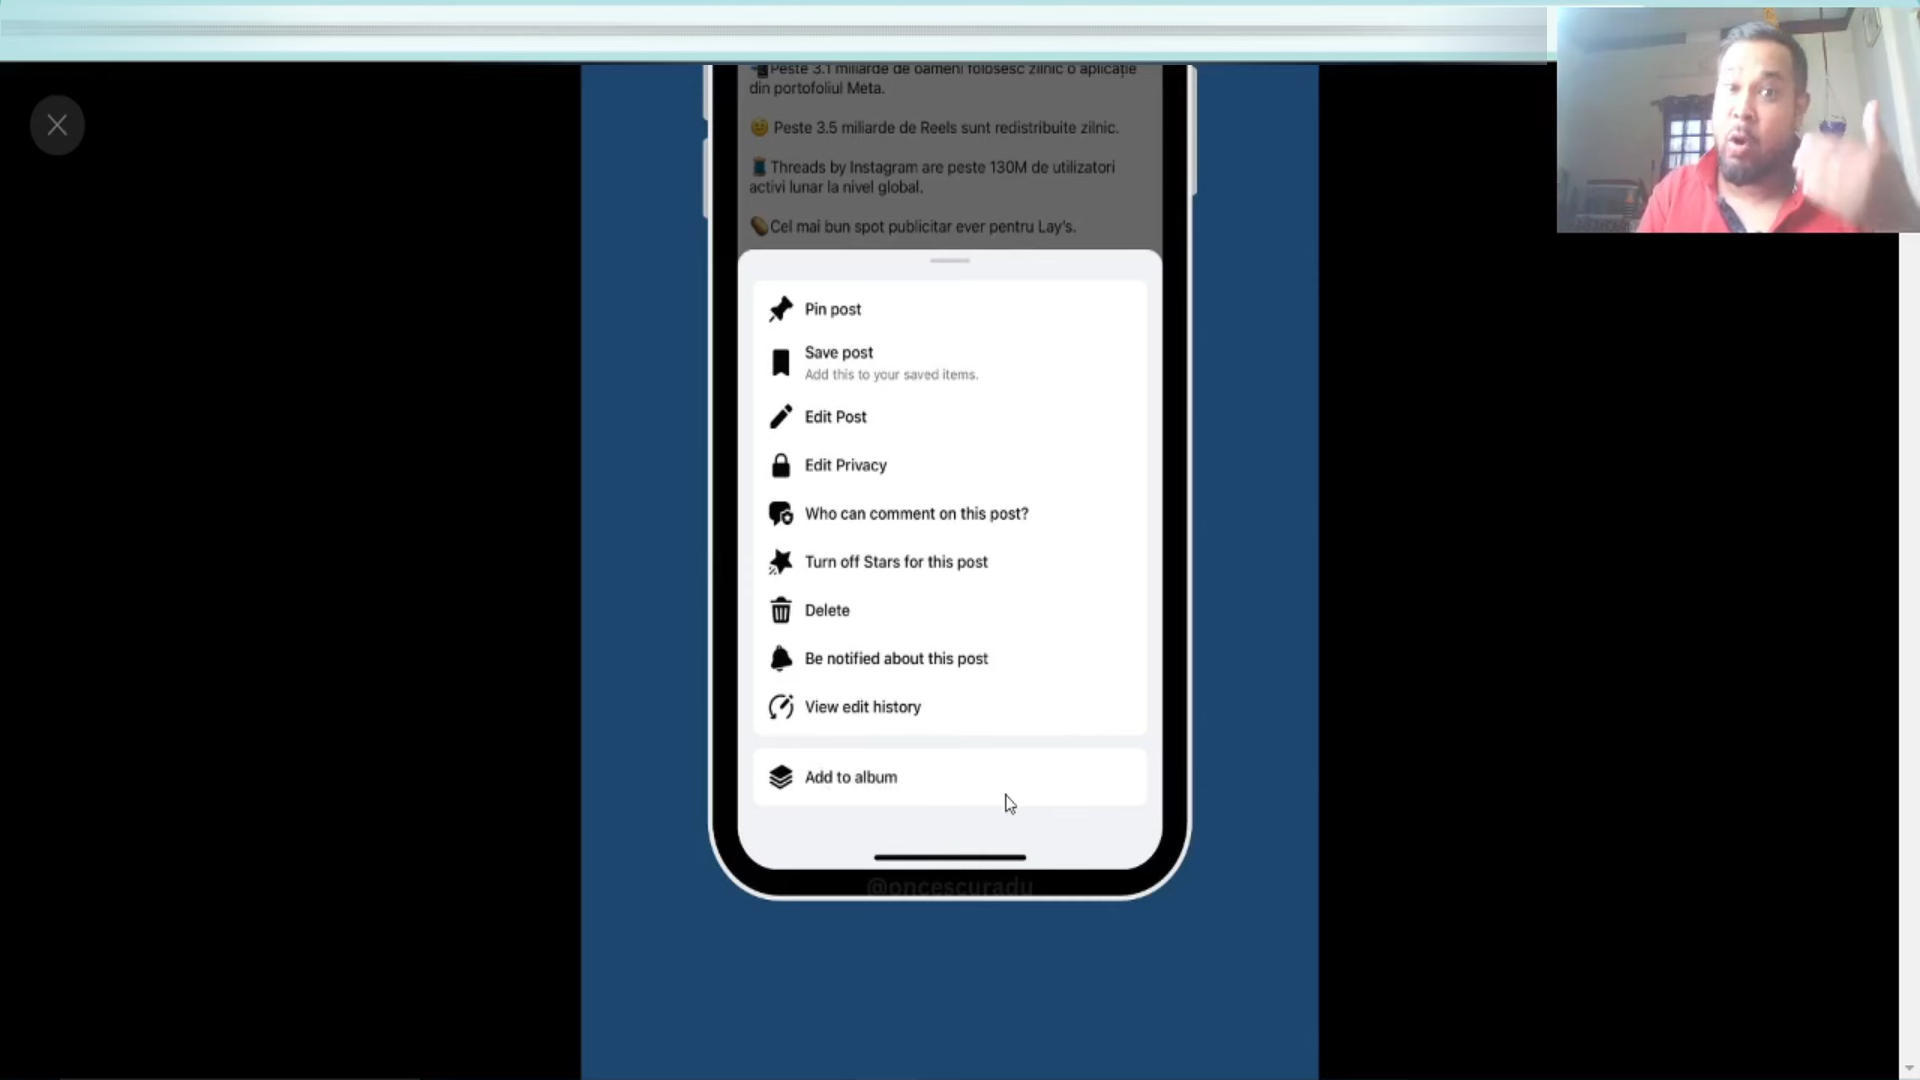 Peste 3.1 miliarde de oameni folosesc zilnic o aplicație
din portofoliul Meta.
Peste 3.5 miliarde de Reels sunt redistribuite zilnic.
Threads by Instagram are peste 130M de utilizatori
activi lunar la nivel global.
Cel mai bun spot publicitar ever pentru Lay's.
Pin post
Save post
Add this to your saved items.
Edit Post
Edit Privacy
Who can comment on this post?
Turn off Stars for this post
Delete
Be notified about this post
View edit history
Add to album
@oncescuradu